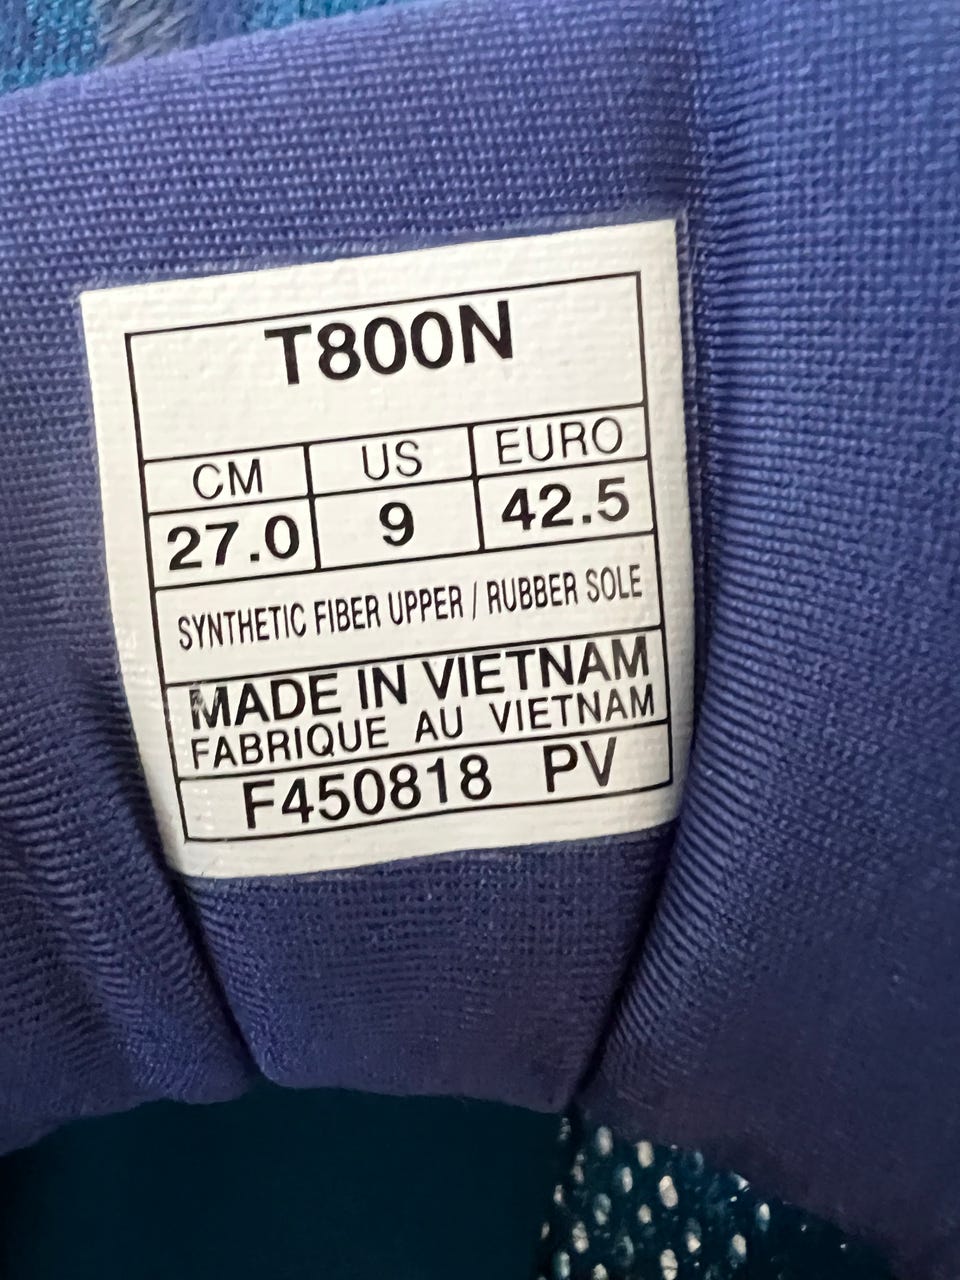 T800N
CM US EURO
27.0 9 42.5
SYNTHETIC FIBER UPPER / RUBBER SOLE
MADE IN VIETNAM
FABRIQUE AU VIETNAM
F450818 PV